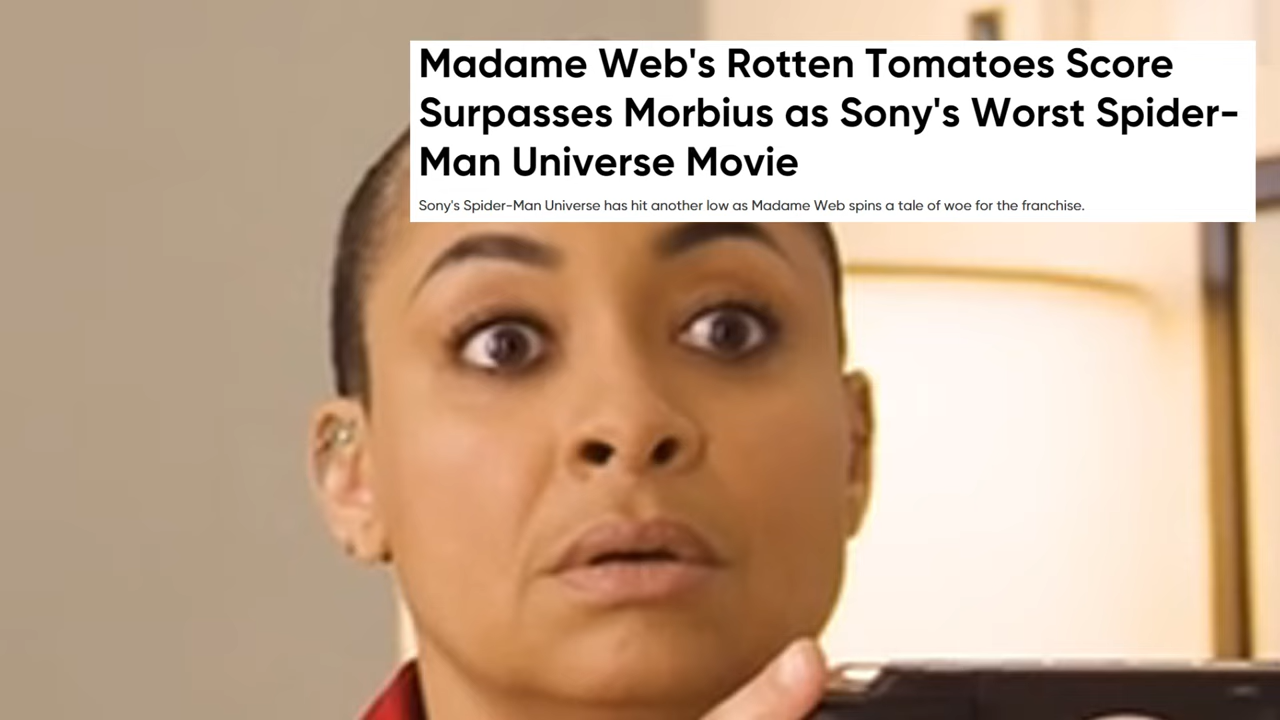 Madame Web's Rotten Tomatoes Score
Surpasses Morbius as Sony's Worst Spider-
Man Universe Movie
Sony's Spider-Man Universe has hit another low as Madame Web spins a tale of woe for the franchise.